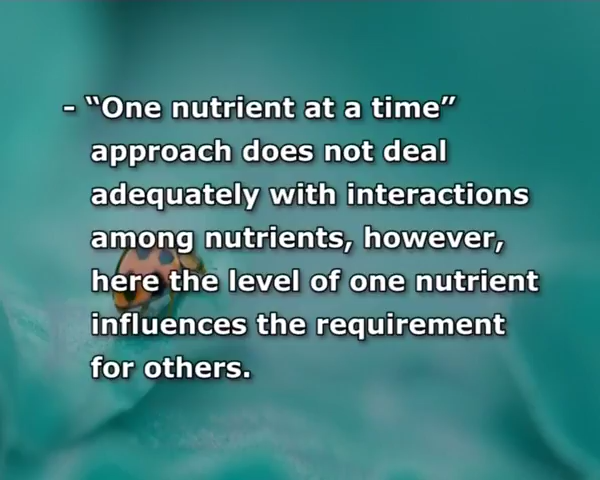 - “One nutrient at a time”
approach does not deal
adequately with interactions
among nutrients, however,
here the level of one nutrient
influences the requirement
for others.